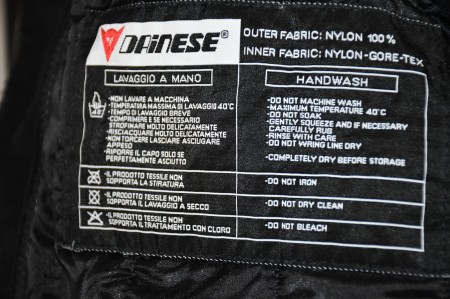 DAINESE®
OUTER FABRIC: NYLON 100%
INNER FABRIC: NYLON-GORE-TEX
LAVAGGIO A MANO
-NON LAVARE A MACCHINA
-TEMPERATURA MASSIMA DI LAVAGGIO 40°C
-TEMPO DI LAVAGGIO BREVE
COMPRIMERE E SE NECESSARIO
STROFINARE MOLTO DELICATAMENTE
-RISCIACQUARE MOLTO DELICATAMENTE
NON TORCERE LASCIARE ASCIUGARE
APPESO
-RIPORRE IL CAPO SOLO SE
PERFETTAMENTE ASCIUTTO
HANDWASH
-DO NOT MACHINE WASH
-MAXIMUM TEMPERATURE 40°C
-DO NOT SOAK
-GENTLY SQUEEZE AND IF NECESSARY
CAREFULLY RUB
-RINSE WITH CARE
-DO NOT WRING LINE DRY
-COMPLETELY DRY BEFORE STORAGE
-IL PRODOTTO TESSILE NON
SOPPORTA LA STIRATURA
-DO NOT IRON
-IL PRODOTTO TESSILE NON
SOPPORTA IL LAVAGGIO A SECCO
-DO NOT DRY CLEAN
-IL PRODOTTO TESSILE NON
SOPPORTA IL TRATTAMENTO CON CLORO
-DO NOT BLEACH